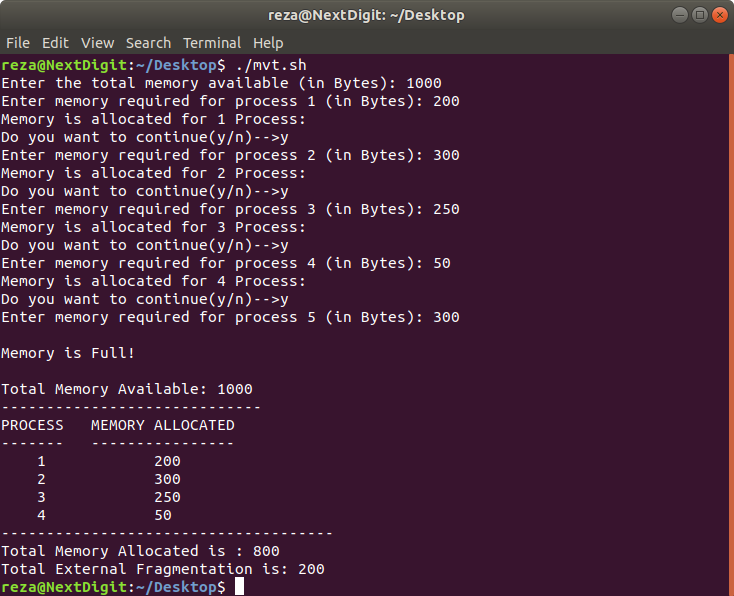 reza@NextDigit: ~/Desktop
File Edit View Search Terminal Help
reza@NextDigit:~/Desktop$ ./mvt.sh
Enter the total memory available (in Bytes): 1000
Enter memory required for process 1 (in Bytes): 200
Memory is allocated for 1 Process:
Do you want to continue(y/n)-->y
Enter memory required for process 2 (in Bytes): 300
Memory is allocated for 2 Process:
Do you want to continue(y/n)-->y
Enter memory required for process 3 (in Bytes): 250
Memory is allocated for 3 Process:
Do you want to continue(y/n)-->y
Enter memory required for process 4 (in Bytes): 50
Memory is allocated for 4 Process:
Do you want to continue(y/n)-->y
Enter memory required for process 5 (in Bytes): 300
Memory is Full!
Total Memory Available: 1000
-----------------------------
PROCESS   MEMORY ALLOCATED
-------   ----------------
    1            200
    2            300
    3            250
    4            50
-------------------------------------
Total Memory Allocated is : 800
Total External Fragmentation is: 200
reza@NextDigit:~/Desktop$